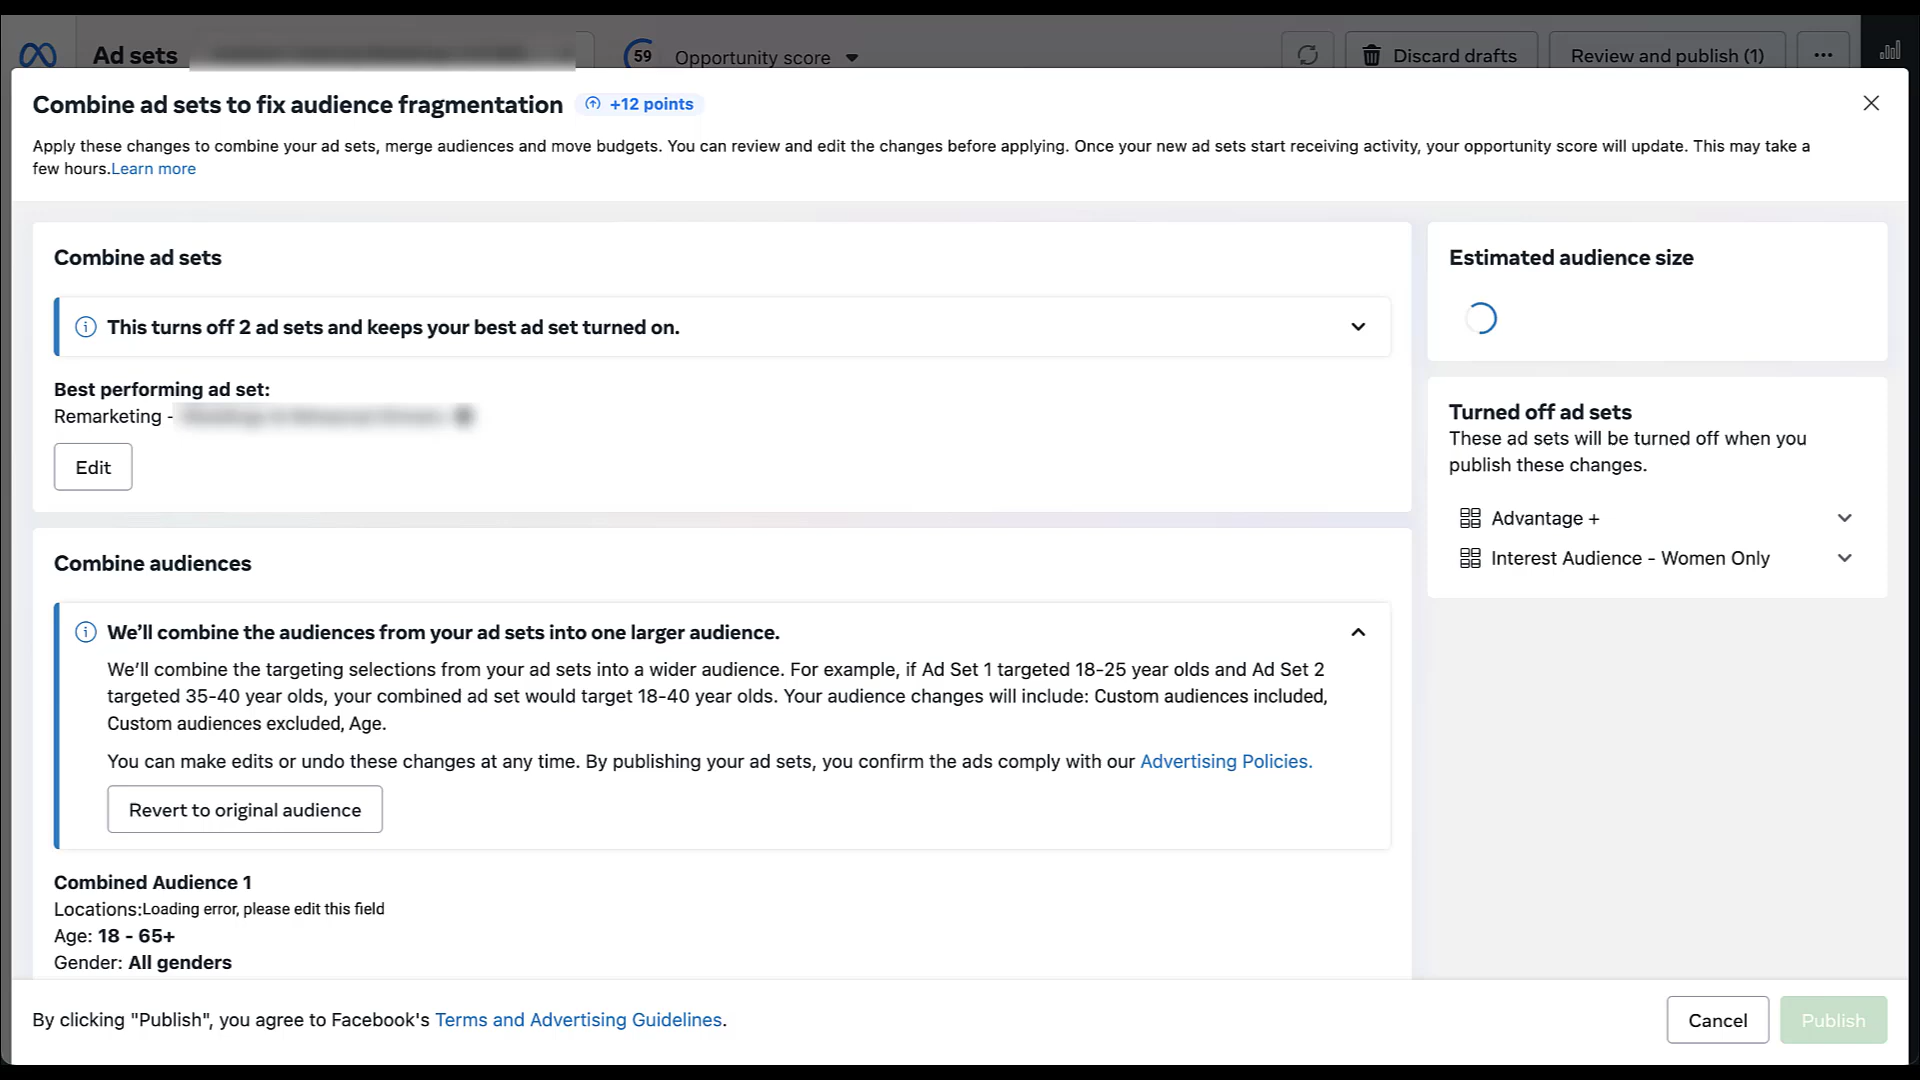 Ad sets
59 Opportunity score
Discard drafts
Review and publish (1)
Combine ad sets to fix audience fragmentation
+12 points
Apply these changes to combine your ad sets, merge audiences and move budgets. You can review and edit the changes before applying. Once your new ad sets start receiving activity, your opportunity score will update. This may take a
few hours.Learn more
Combine ad sets
This turns off 2 ad sets and keeps your best ad set turned on.
Best performing ad set:
Remarketing -
Edit
Combine audiences
We’ll combine the audiences from your ad sets into one larger audience.
We’ll combine the targeting selections from your ad sets into a wider audience. For example, if Ad Set 1 targeted 18-25 year olds and Ad Set 2
targeted 35-40 year olds, your combined ad set would target 18-40 year olds. Your audience changes will include: Custom audiences included,
Custom audiences excluded, Age.
You can make edits or undo these changes at any time. By publishing your ad sets, you confirm the ads comply with our Advertising Policies.
Revert to original audience
Combined Audience 1
Locations:Loading error, please edit this field
Age: 18 - 65+
Gender: All genders
Estimated audience size
Turned off ad sets
These ad sets will be turned off when you
publish these changes.
Advantage +
Interest Audience - Women Only
By clicking "Publish", you agree to Facebook's Terms and Advertising Guidelines.
Cancel
Publish